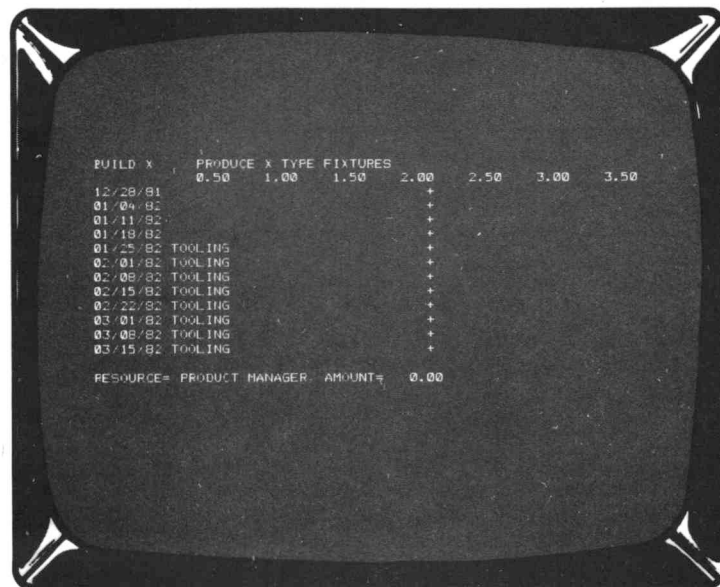 BUILD X PRODUCE X TYPE FIXTURES
0.50 1.00 1.50 2.00 2.50 3.00 3.50
12/28/81 +
01/04/82 +
01/11/82 +
01/18/82 +
01/25/82 TOOLING +
02/01/82 TOOLING +
02/08/82 TOOLING +
02/15/82 TOOLING +
02/22/82 TOOLING +
03/01/82 TOOLING +
03/08/82 TOOLING +
03/15/82 TOOLING +
RESOURCE= PRODUCT MANAGER AMOUNT= 0.00